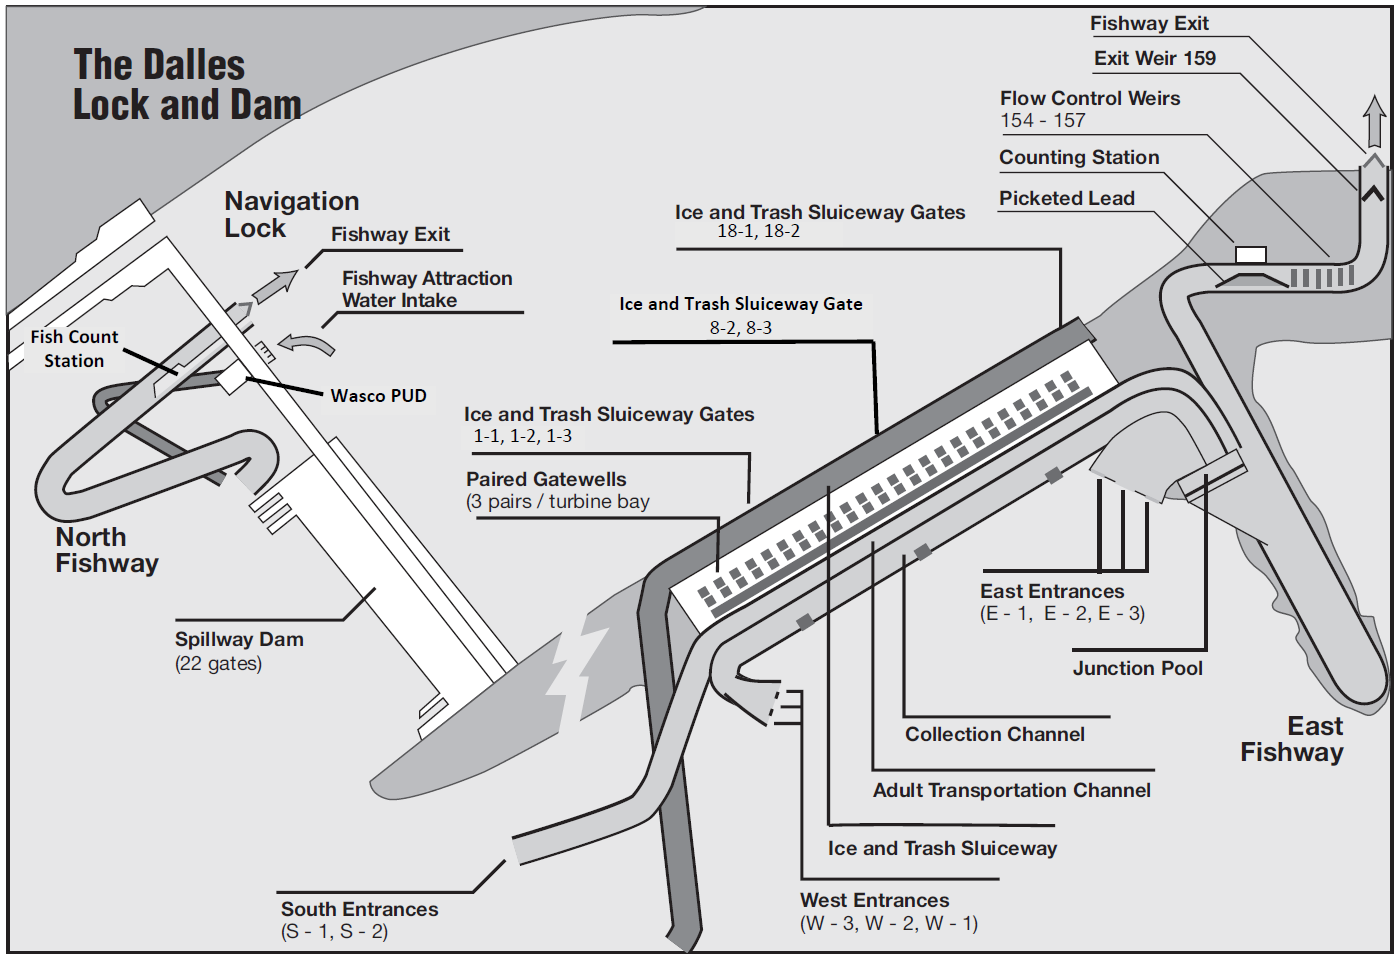 The Dalles
Lock and Dam
Fishway Exit
Exit Weir 159
Flow Control Weirs
154 - 157
Counting Station
Picketed Lead
Navigation
Lock
Fishway Exit
Fishway Attraction
Water Intake
Ice and Trash Sluiceway Gates
18-1, 18-2
Ice and Trash Sluiceway Gate
8-2, 8-3
Fish Count
Station
Wasco PUD
Ice and Trash Sluiceway Gates
1-1, 1-2, 1-3
Paired Gatewells
(3 pairs / turbine bay
North
Fishway
Spillway Dam
(22 gates)
East Entrances
(E - 1, E - 2, E - 3)
Junction Pool
East
Fishway
Collection Channel
Adult Transportation Channel
Ice and Trash Sluiceway
West Entrances
(W - 3, W - 2, W - 1)
South Entrances
(S - 1, S - 2)